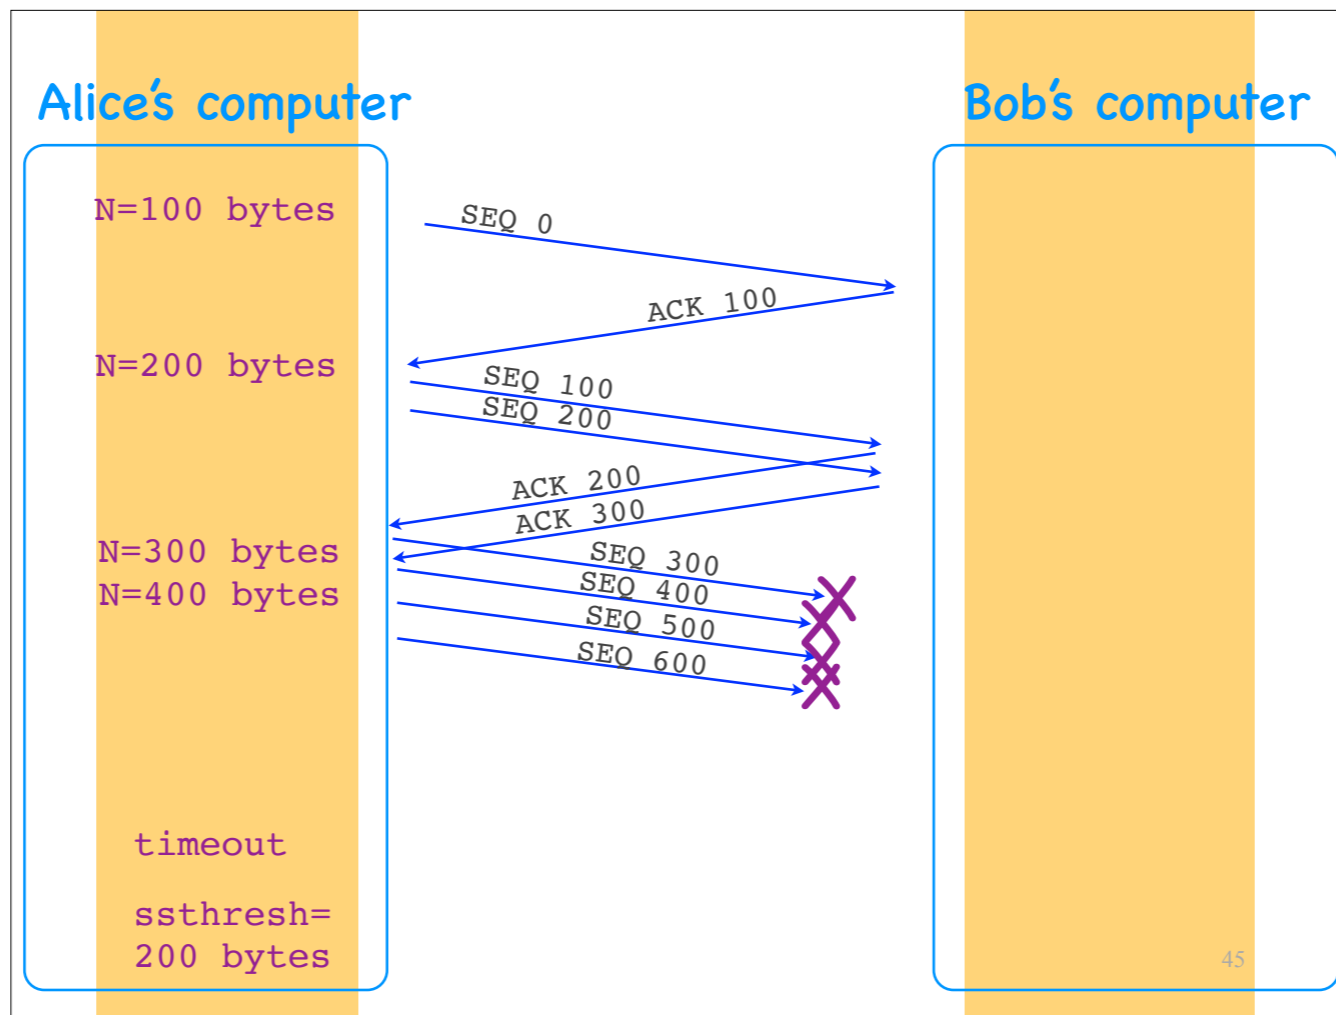 Alice's computer
Bob's computer
N=100 bytes
SEQ 0
ACK 100
N=200 bytes
SEQ 100
SEQ 200
ACK 200
ACK 300
N=300 bytes
SEQ 300
N=400 bytes
SEQ 400
SEQ 500
SEQ 600
timeout
ssthresh=
200 bytes
45